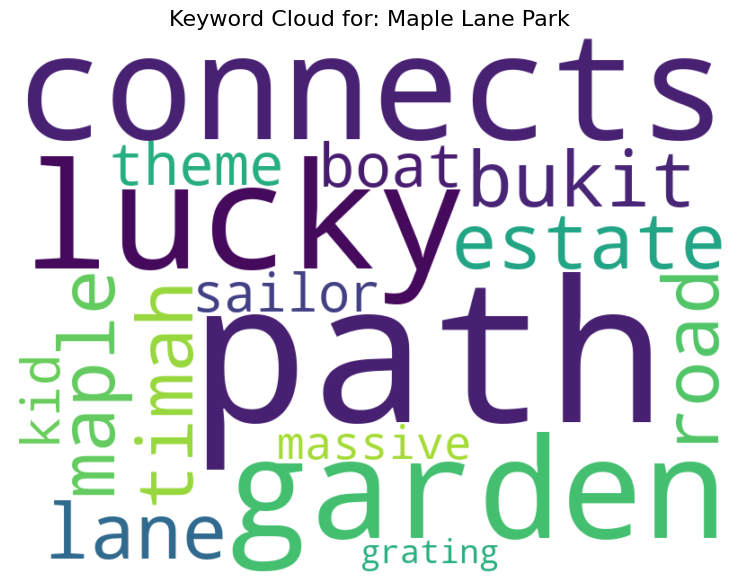 Keyword Cloud for: Maple Lane Park
connects
theme
boat
bukit
lucky
estate
sailor
path
road
kid
maple
timah
massive
garden
lane
grating